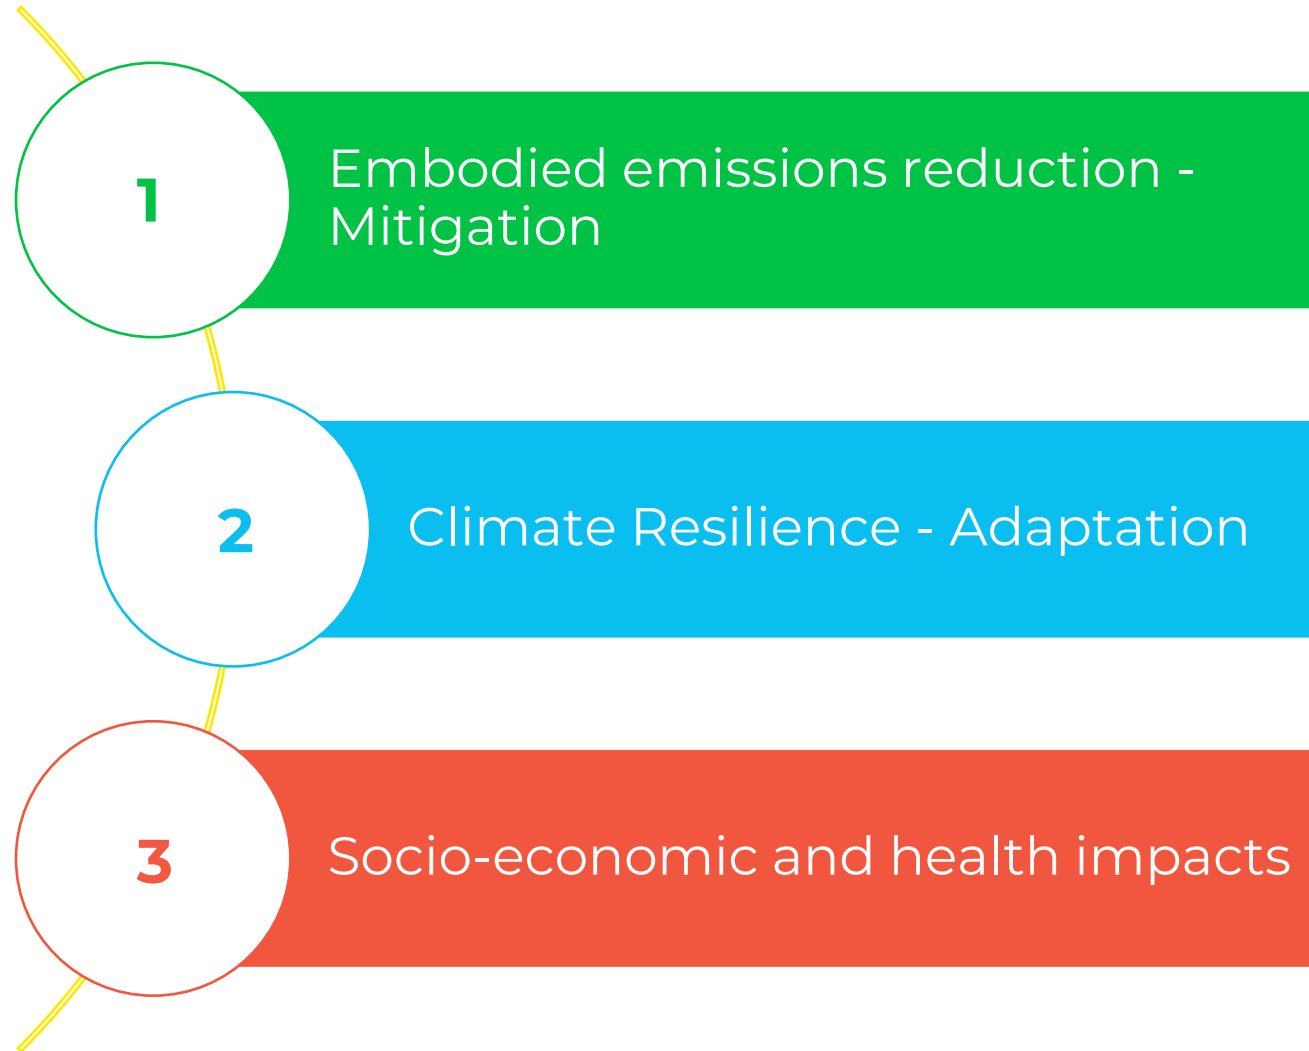 1
Embodied emissions reduction -
Mitigation
2
Climate Resilience - Adaptation
3
Socio-economic and health impacts